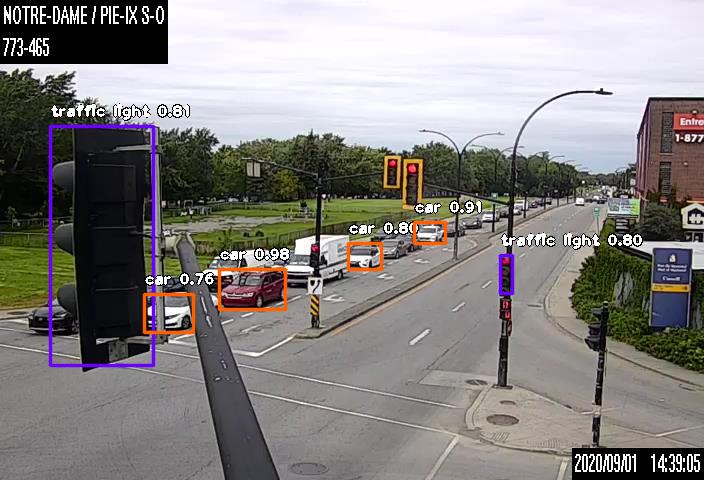 NOTRE-DAME / PIE-IX S-O
773-465
traffic light 0.81
car 0.91
car 0.80
traffic light 0.80
car 0.98
car 0.76
Entre
1-877
Canada
2020/09/01 14:39:05